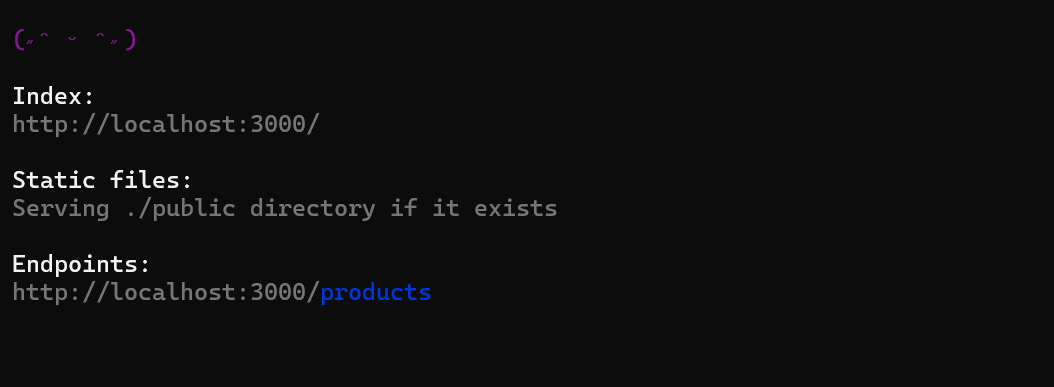 (˶ᵔ ᵕ ᵔ˶)
Index:
http://localhost:3000/
Static files:
Serving ./public directory if it exists
Endpoints:
http://localhost:3000/products